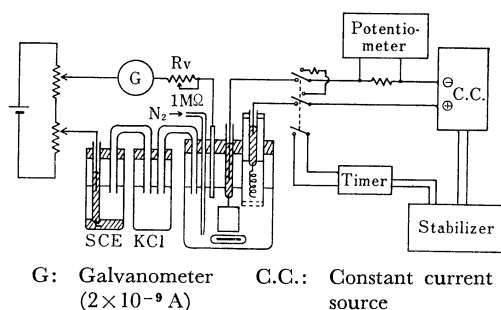 Potentio-
meter
Rv
G
1MΩ
N₂→
⊖
C.C.
⊕
Timer
Stabilizer
SCE KCl
G: Galvanometer C.C.: Constant current
(2×10⁻⁹ A) source